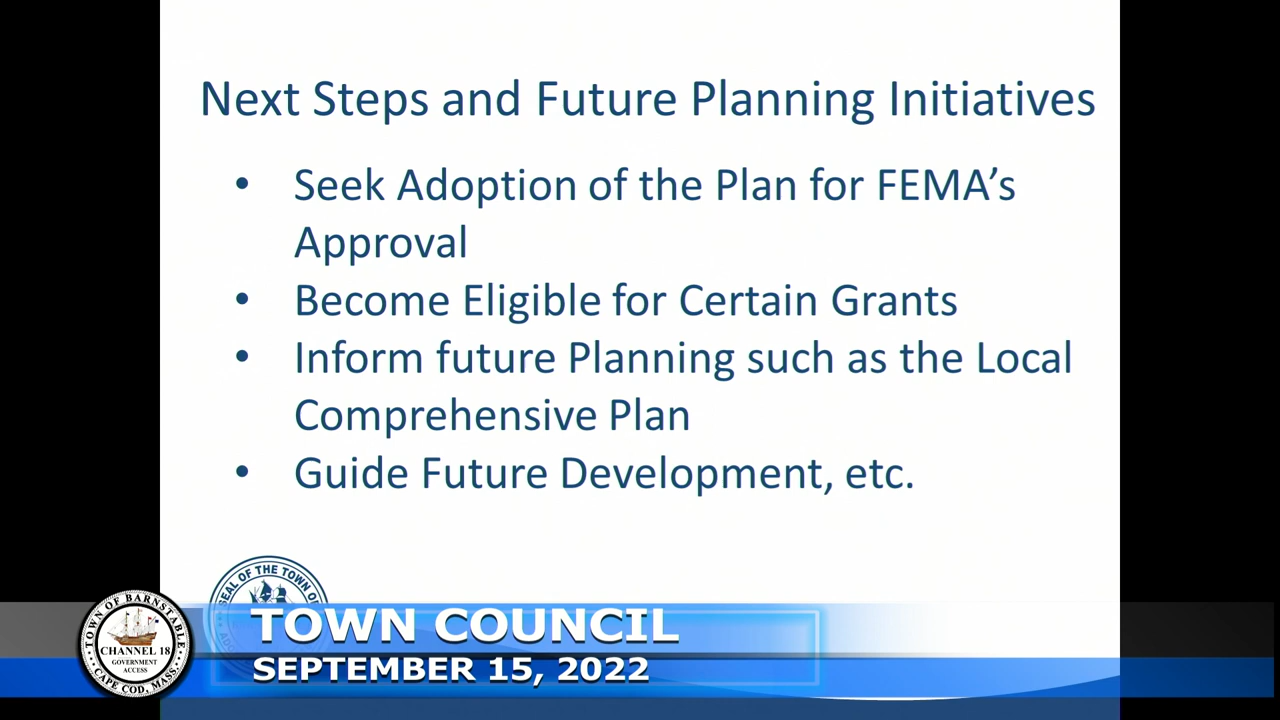 Next Steps and Future Planning Initiatives
• Seek Adoption of the Plan for FEMA’s
Approval
• Become Eligible for Certain Grants
• Inform future Planning such as the Local
Comprehensive Plan
• Guide Future Development, etc.
SEAL OF THE TOWN OF
TOWN COUNCIL
SEPTEMBER 15, 2022
TOWN OF BARNSTABLE
CHANNEL 18
GOVERNMENT
ACCESS
CAPE COD, MASS.